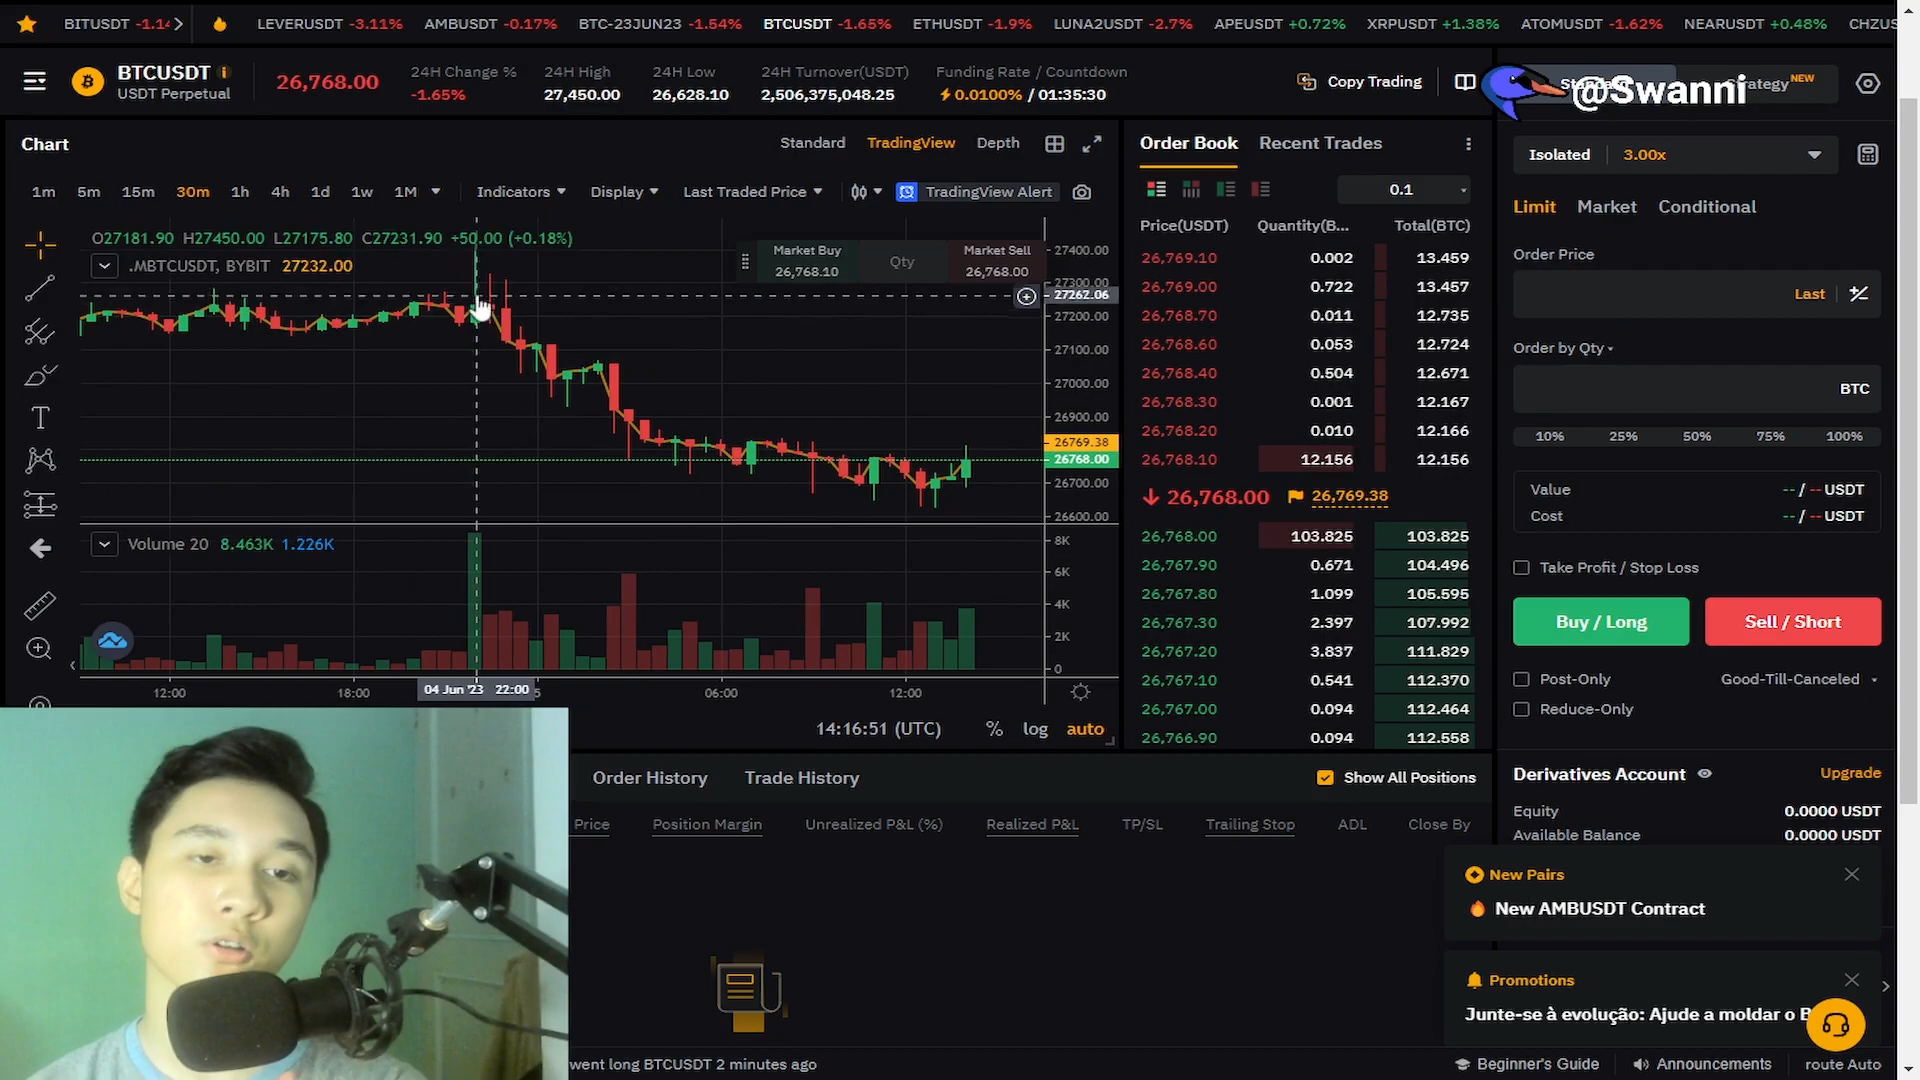 BITUSDT -1.14
LEVERUSDT -3.11% AMBUSDT -0.17% BTC-23JUN23 -1.54% BTCUSDT -1.65% ETHUSDT -1.9% LUNA2USDT -2.7% APEUSDT +0.72% XRPUSDT +1.38% ATOMUSDT -1.62% NEARUSDT +0.48% CHZUS
BTCUSDT
USDT Perpetual
26,768.00
24H Change %
-1.65%
24H High
27,450.00
24H Low
26,628.10
24H Turnover(USDT)
2,506,375,048.25
Funding Rate / Countdown
0.0100% / 01:35:30
Copy Trading
@Swanni
NEW
Chart
Standard TradingView Depth
1m 5m 15m 30m 1h 4h 1d 1w 1M Indicators Display Last Traded Price TradingView Alert
O27181.90 H27450.00 L27175.80 C27231.90 +50.00 (+0.18%)
.MBTCUSDT, BYBIT 27232.00
Market Buy
26,768.10
Qty
Market Sell
26,768.00
27400.00
27300.00
27262.06
27200.00
27100.00
27000.00
26900.00
26769.38
26768.00
26700.00
26600.00
Volume 20 8.463K 1.226K
8K
6K
4K
2K
0
12:00 18:00 04 Jun '23 22:00 5 06:00 12:00
14:16:51 (UTC) % log auto
Order Book Recent Trades
0.1
Price(USDT) Quantity(B... Total(BTC)
26,769.10 0.002 13.459
26,769.00 0.722 13.457
26,768.70 0.011 12.735
26,768.60 0.053 12.724
26,768.40 0.504 12.671
26,768.30 0.001 12.167
26,768.20 0.010 12.166
26,768.10 12.156 12.156
26,768.00 26,769.38
26,768.00 103.825 103.825
26,767.90 0.671 104.496
26,767.80 1.099 105.595
26,767.30 2.397 107.992
26,767.20 3.837 111.829
26,767.10 0.541 112.370
26,767.00 0.094 112.464
26,766.90 0.094 112.558
Isolated 3.00x
Limit Market Conditional
Order Price
Last
Order by Qty
BTC
10% 25% 50% 75% 100%
Value -- / -- USDT
Cost -- / -- USDT
Take Profit / Stop Loss
Buy / Long Sell / Short
Post-Only Good-Till-Canceled
Reduce-Only
Derivatives Account Upgrade
Equity 0.0000 USDT
Available Balance 0.0000 USDT
Order History Trade History Show All Positions
Price Position Margin Unrealized P&L (%) Realized P&L TP/SL Trailing Stop ADL Close By
New Pairs
New AMBUSDT Contract
Promotions
Junte-se à evolução: Ajude a moldar o B
went long BTCUSDT 2 minutes ago
Beginner's Guide Announcements route Auto